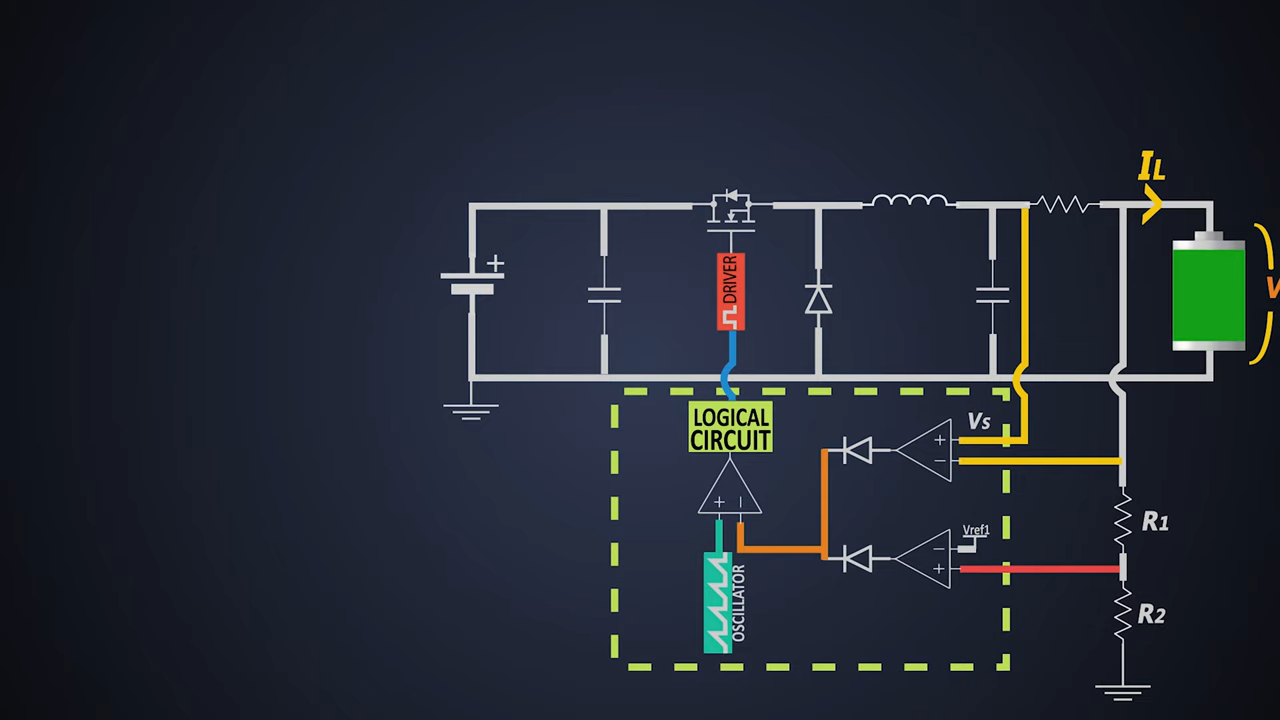 IL
+
DRIVER
V
LOGICAL
CIRCUIT
Vs
+
−
+ −
R1
Vref1
−
+
OSCILLATOR
R2